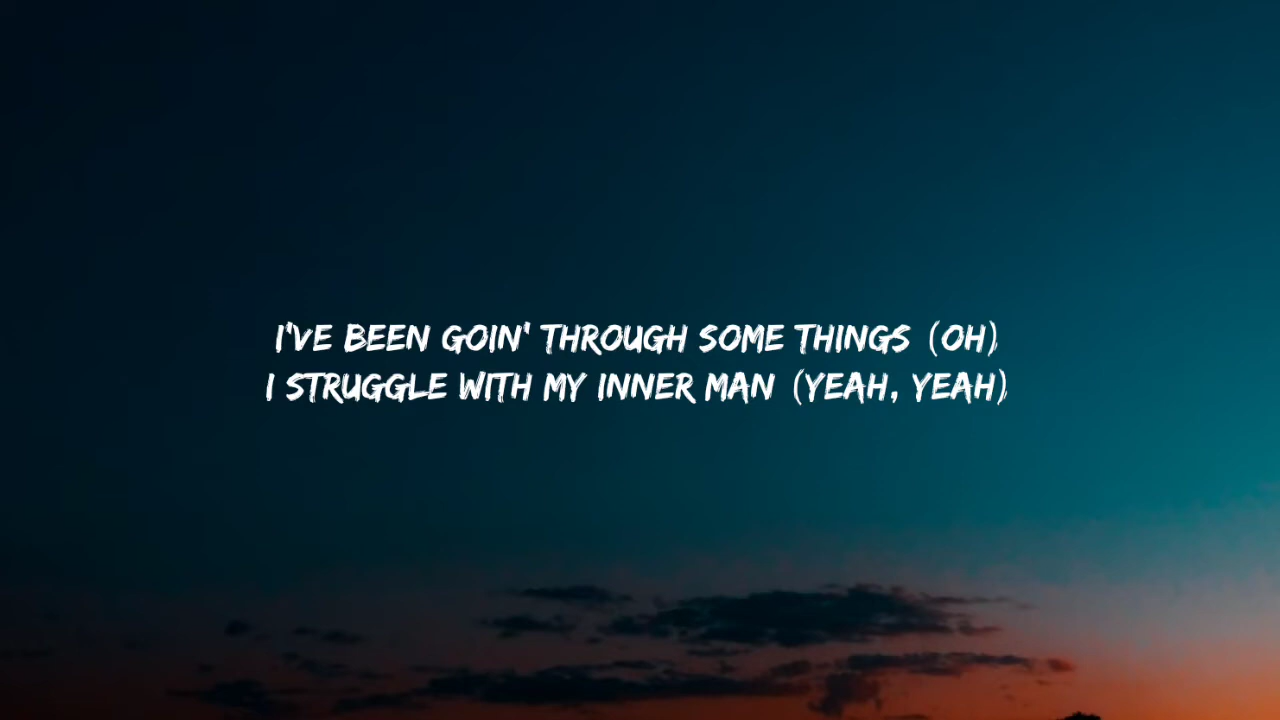 I'VE BEEN GOIN' THROUGH SOME THINGS (OH)
I STRUGGLE WITH MY INNER MAN (YEAH, YEAH)